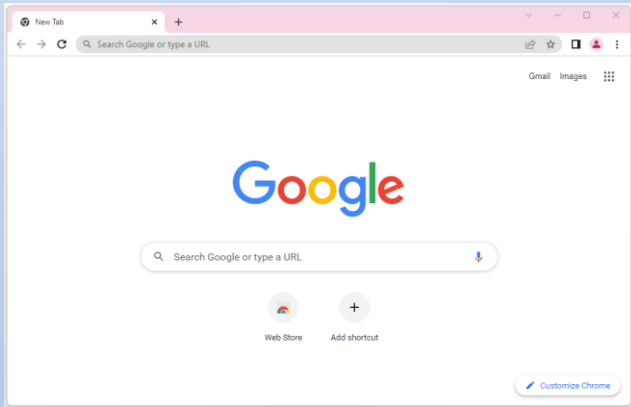 New Tab
Search Google or type a URL
Gmail Images
Google
Search Google or type a URL
Web Store Add shortcut
Customize Chrome